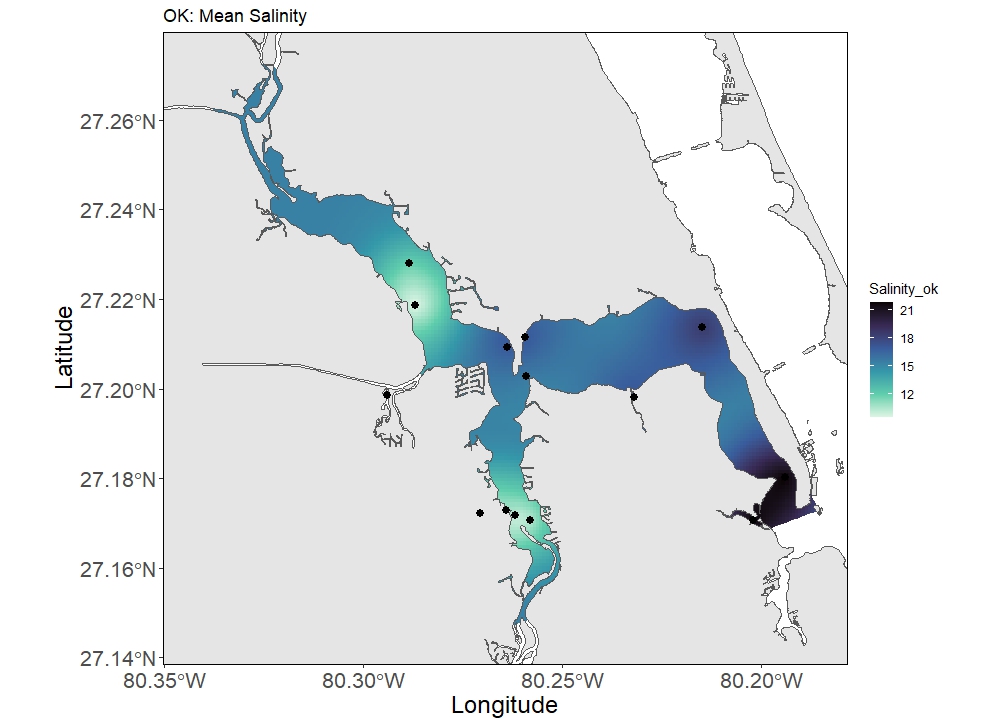 OK: Mean Salinity
27.26°N
27.24°N
27.22°N
27.20°N
27.18°N
27.16°N
27.14°N
Latitude
80.35°W 80.30°W 80.25°W 80.20°W
Longitude
Salinity_ok
21
18
15
12